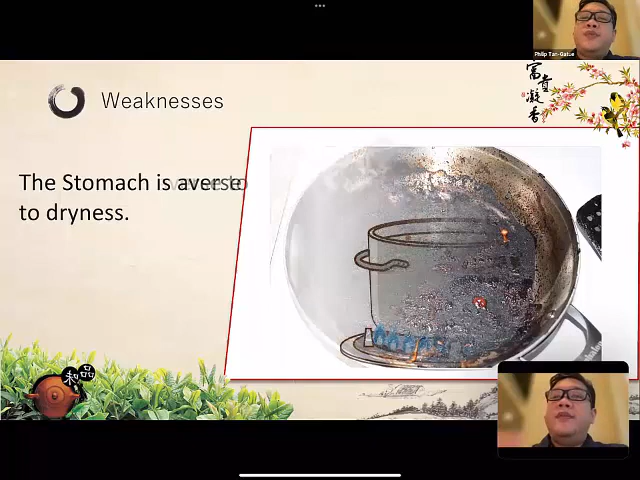 Philip Tan-Gatue
富
貴
凝
香
Weaknesses
The Stomach is averse
to dryness.